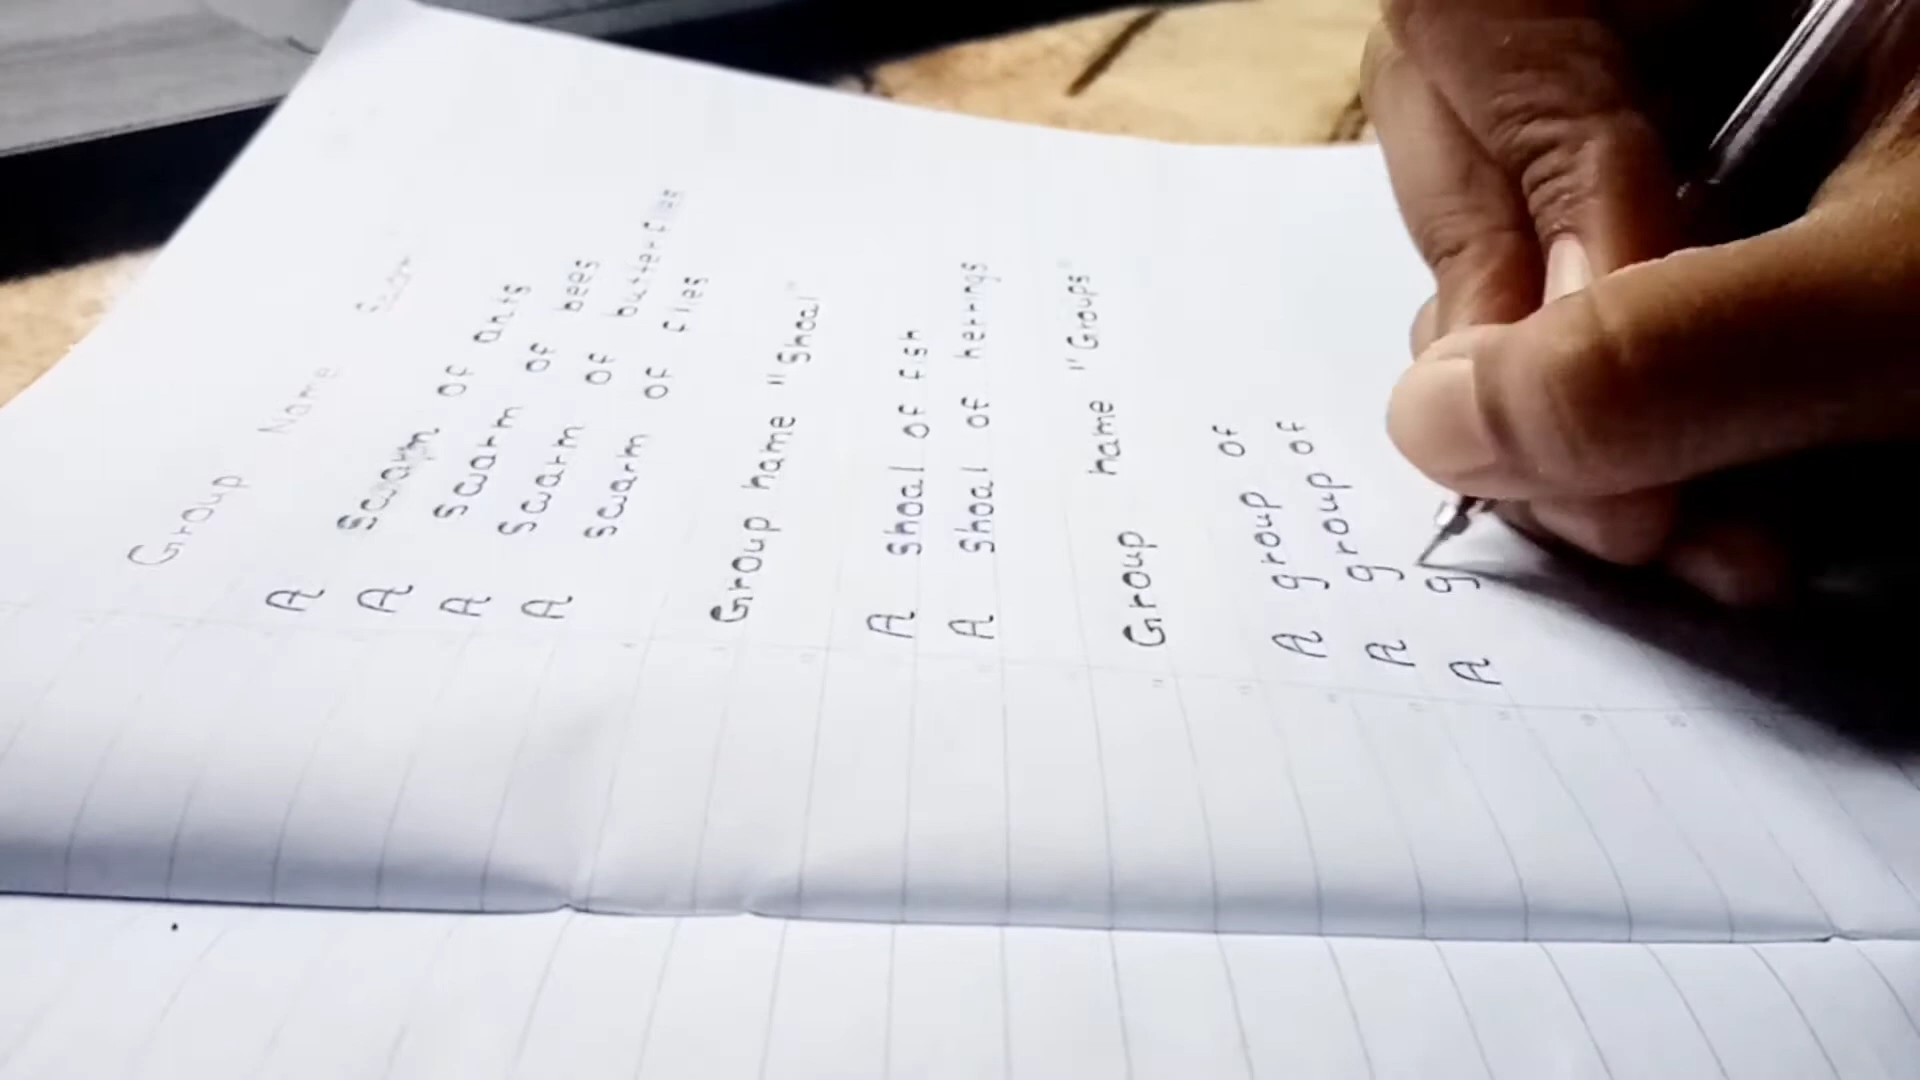 Group Name
A swarm of ants
A swarm of bees
A swarm of butterflies
A swarm of flies
Group name "Shoal"
A shoal of fish
A shoal of herrings
Group name "Groups"
A group of
A group of
A g